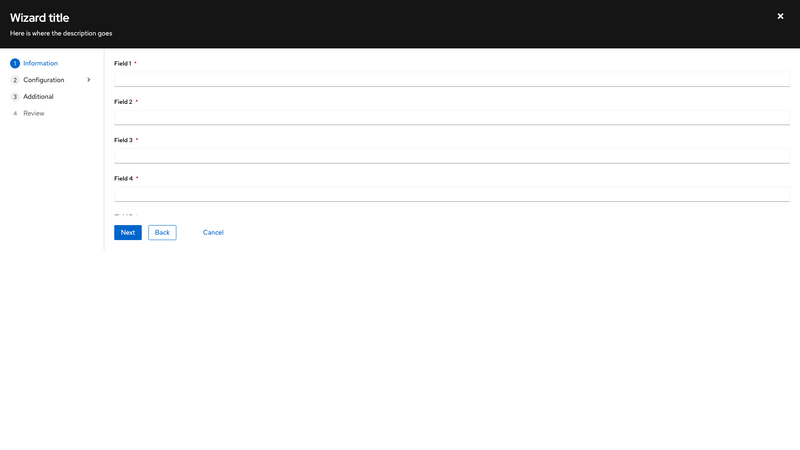 Wizard title
Here is where the description goes
1 Information
2 Configuration
3 Additional
4 Review
Field 1 *
Field 2 *
Field 3 *
Field 4 *
Next Back Cancel